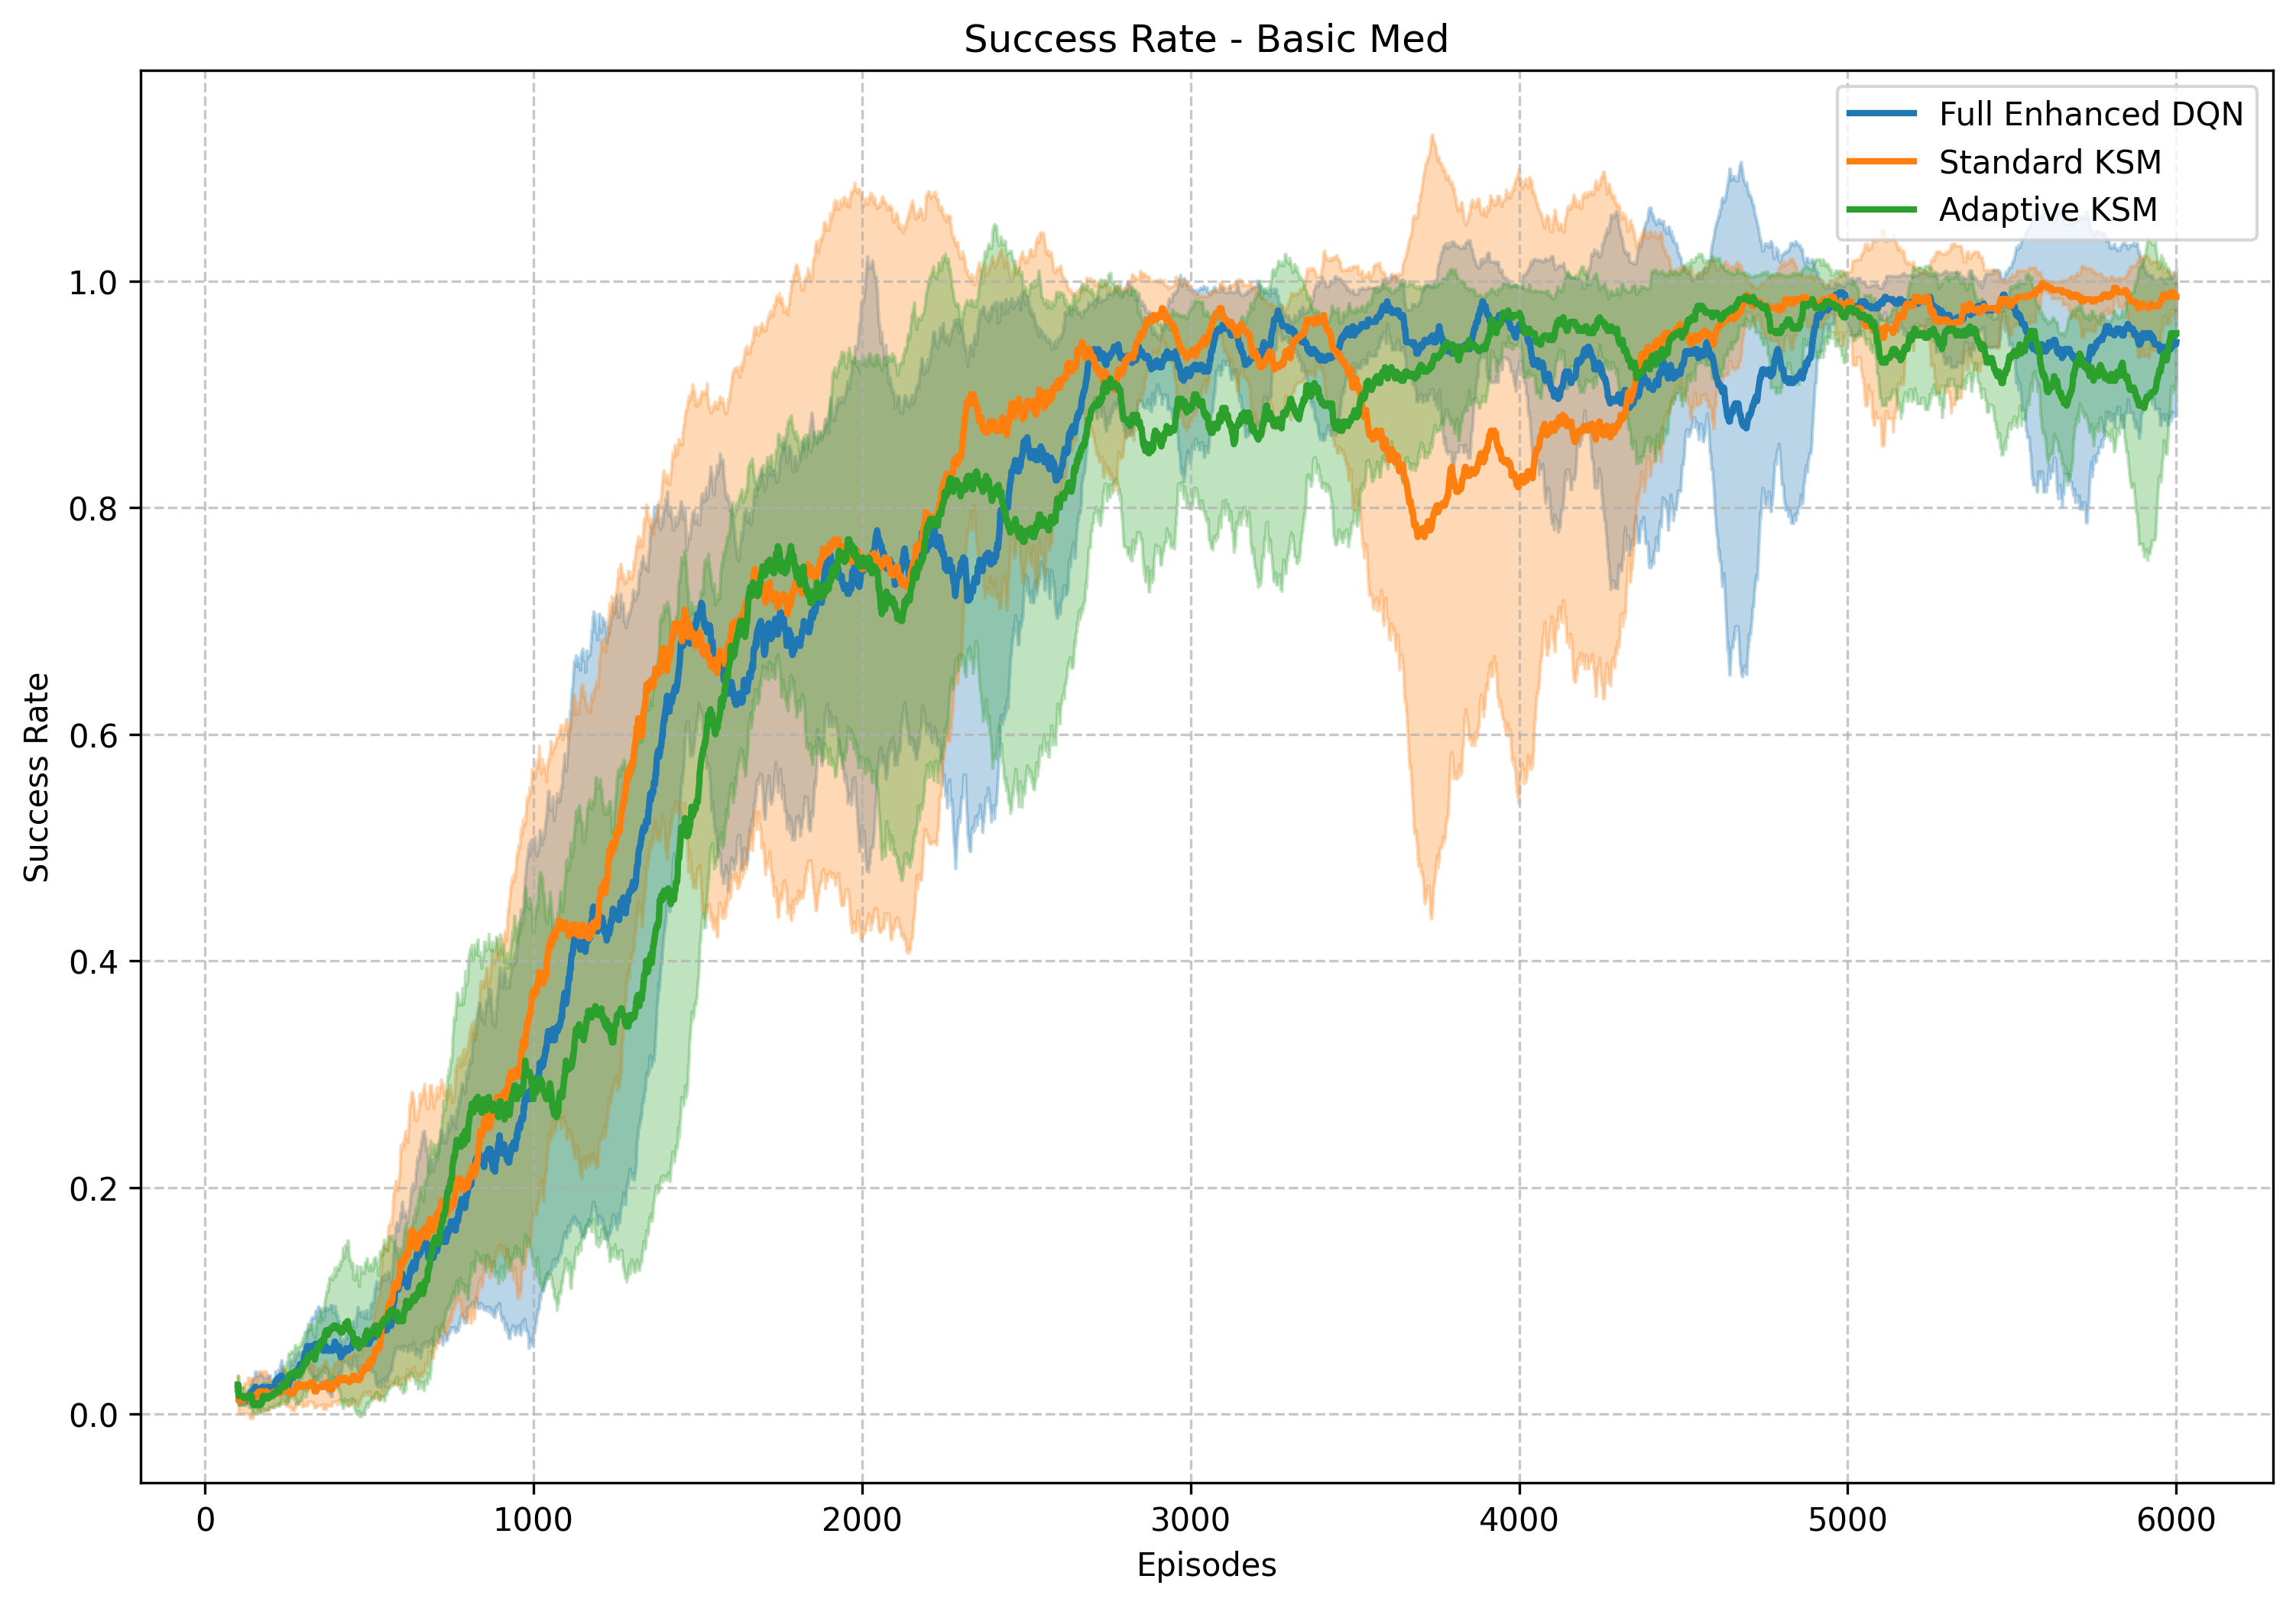 Success Rate - Basic Med
Full Enhanced DQN
Standard KSM
Adaptive KSM
Success Rate
1.0
0.8
0.6
0.4
0.2
0.0
0 1000 2000 3000 4000 5000 6000
Episodes